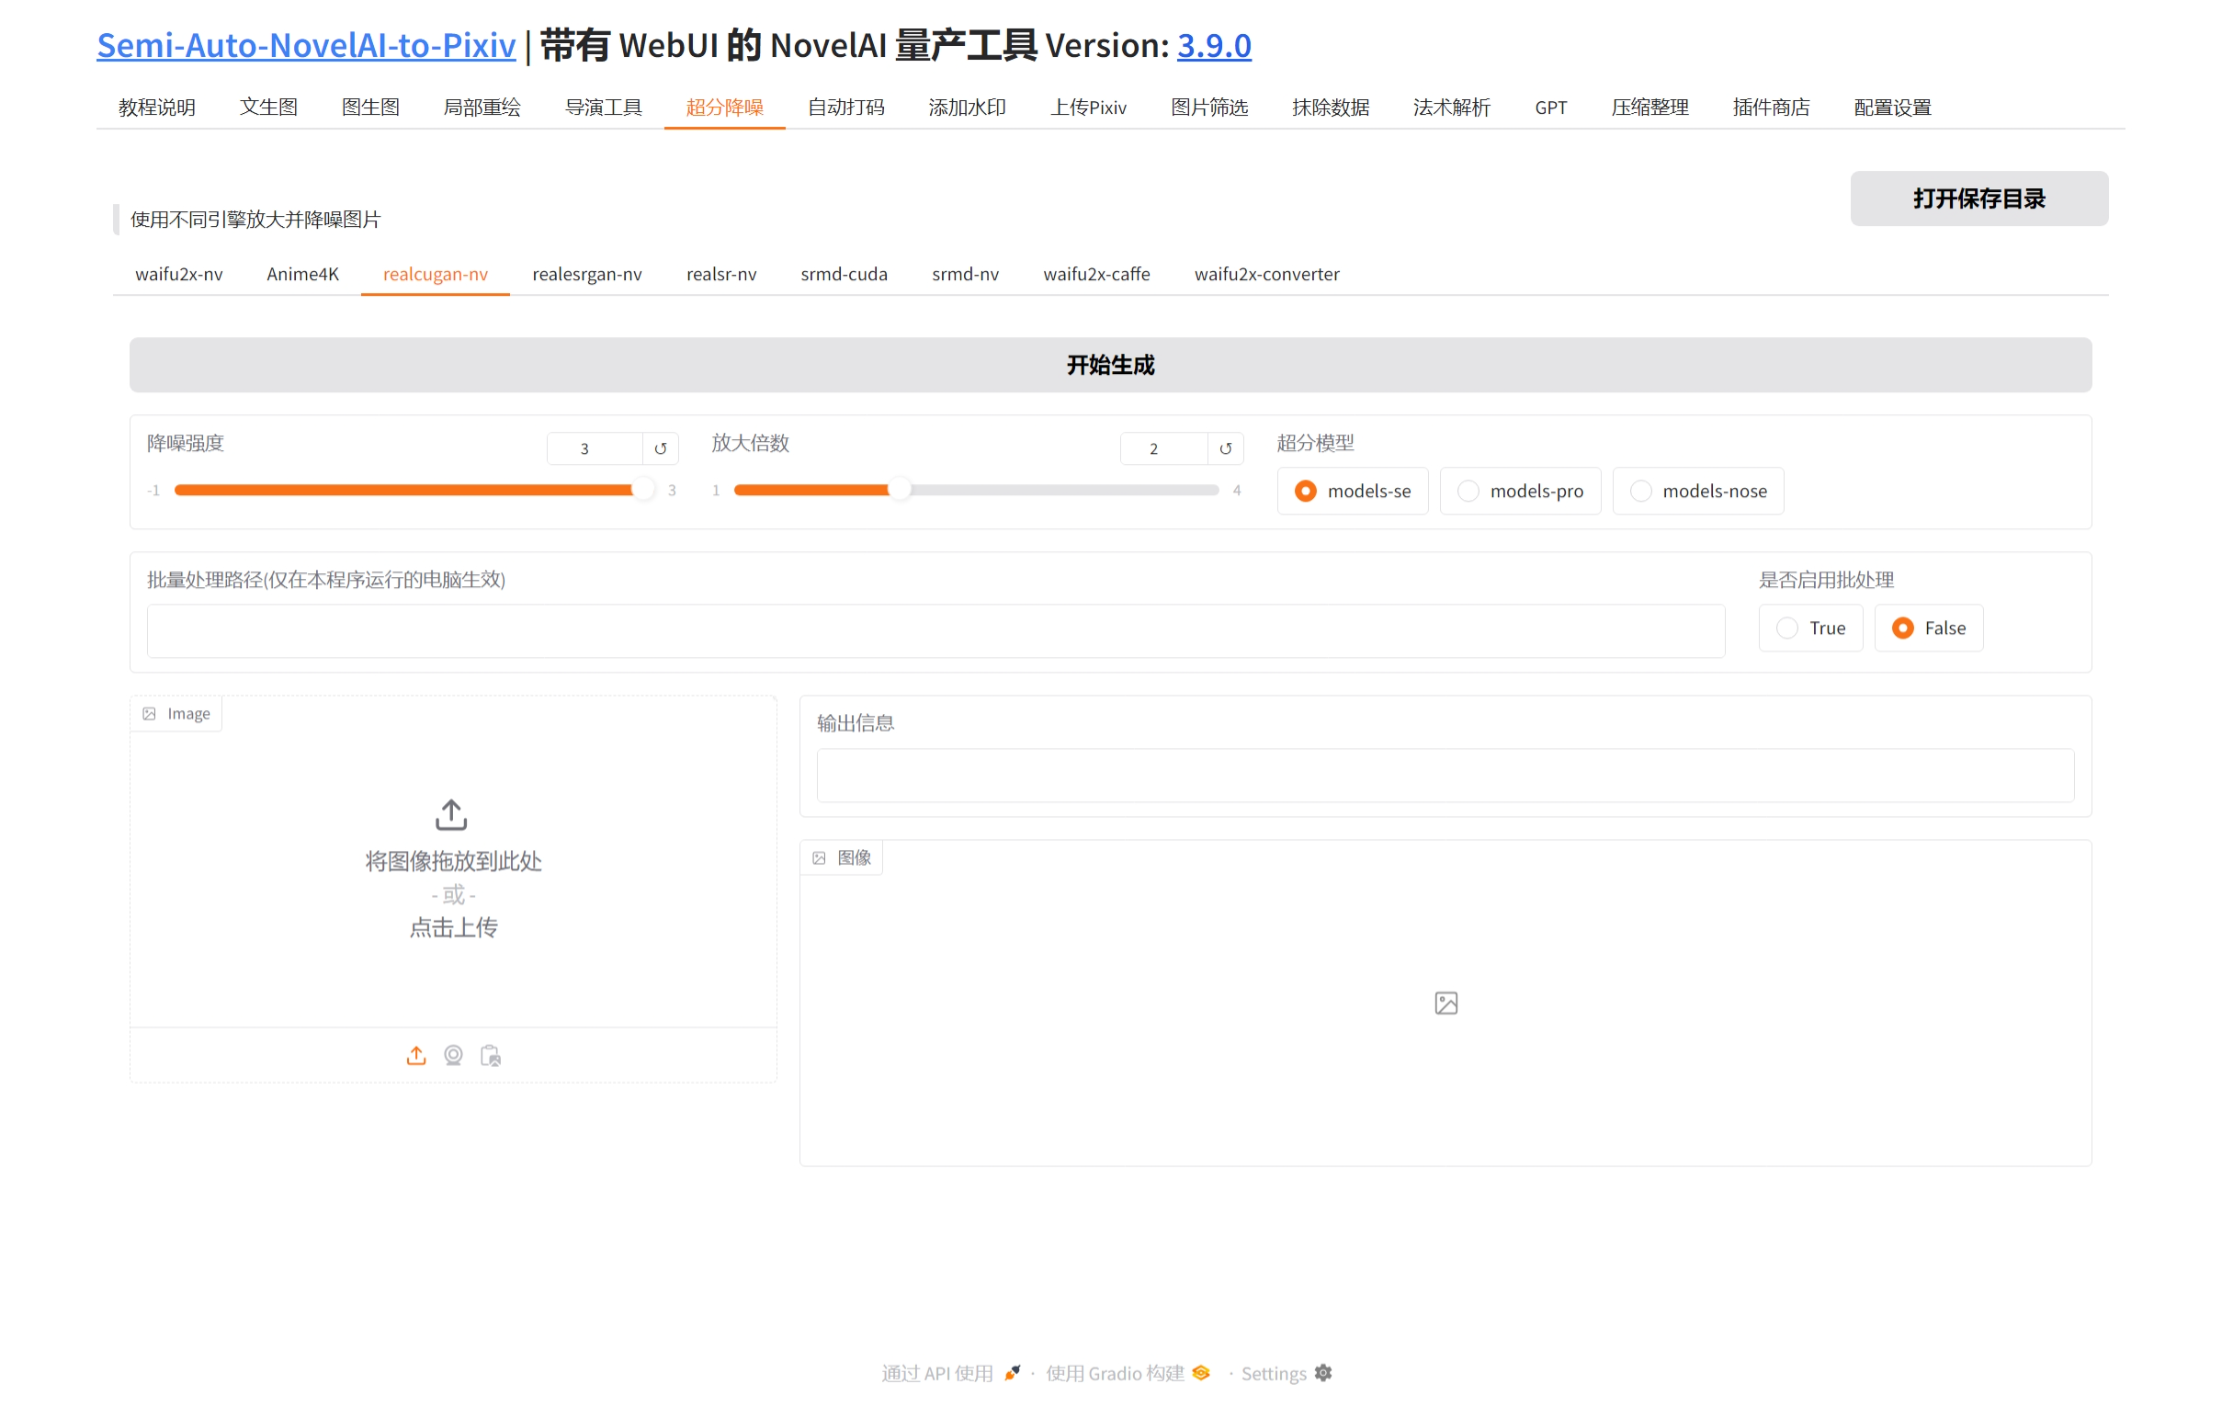 Semi-Auto-NovelAI-to-Pixiv | 带有 WebUI 的 NovelAI 量产工具 Version: 3.9.0
教程说明 文生图 图生图 局部重绘 导演工具 超分降噪 自动打码 添加水印 上传Pixiv 图片筛选 抹除数据 法术解析 GPT 压缩整理 插件商店 配置设置
打开保存目录
使用不同引擎放大并降噪图片
waifu2x-nv Anime4K realcugan-nv realesrgan-nv realsr-nv srmd-cuda srmd-nv waifu2x-caffe waifu2x-converter
开始生成
降噪强度 3 ↺ 放大倍数 2 ↺ 超分模型
-1 3 1 4 models-se models-pro models-nose
批量处理路径(仅在本程序运行的电脑生效) 是否启用批处理
True False
Image
将图像拖放到此处
- 或 -
点击上传
输出信息
图像
通过 API 使用 · 使用 Gradio 构建 · Settings